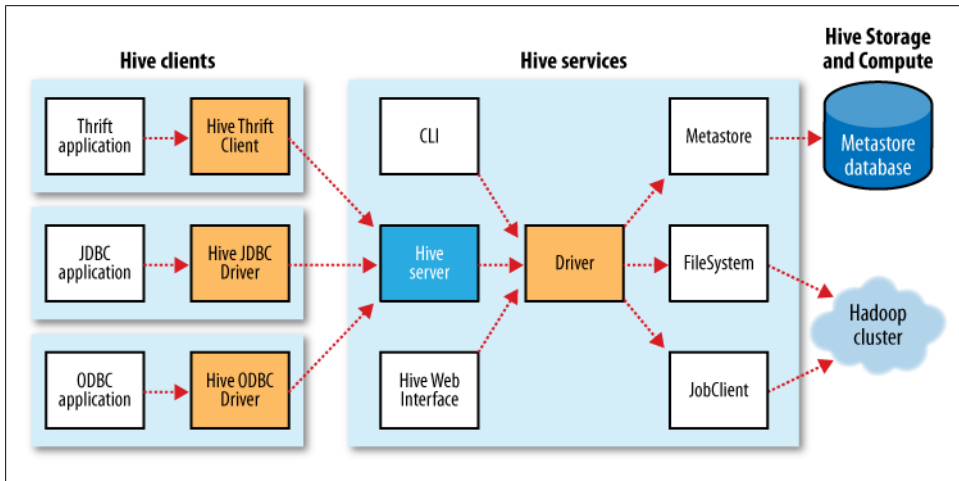 Hive clients
Thrift
application
Hive Thrift
Client
JDBC
application
Hive JDBC
Driver
ODBC
application
Hive ODBC
Driver
Hive services
CLI
Hive
server
Hive Web
Interface
Driver
Metastore
FileSystem
JobClient
Hive Storage
and Compute
Metastore
database
Hadoop
cluster